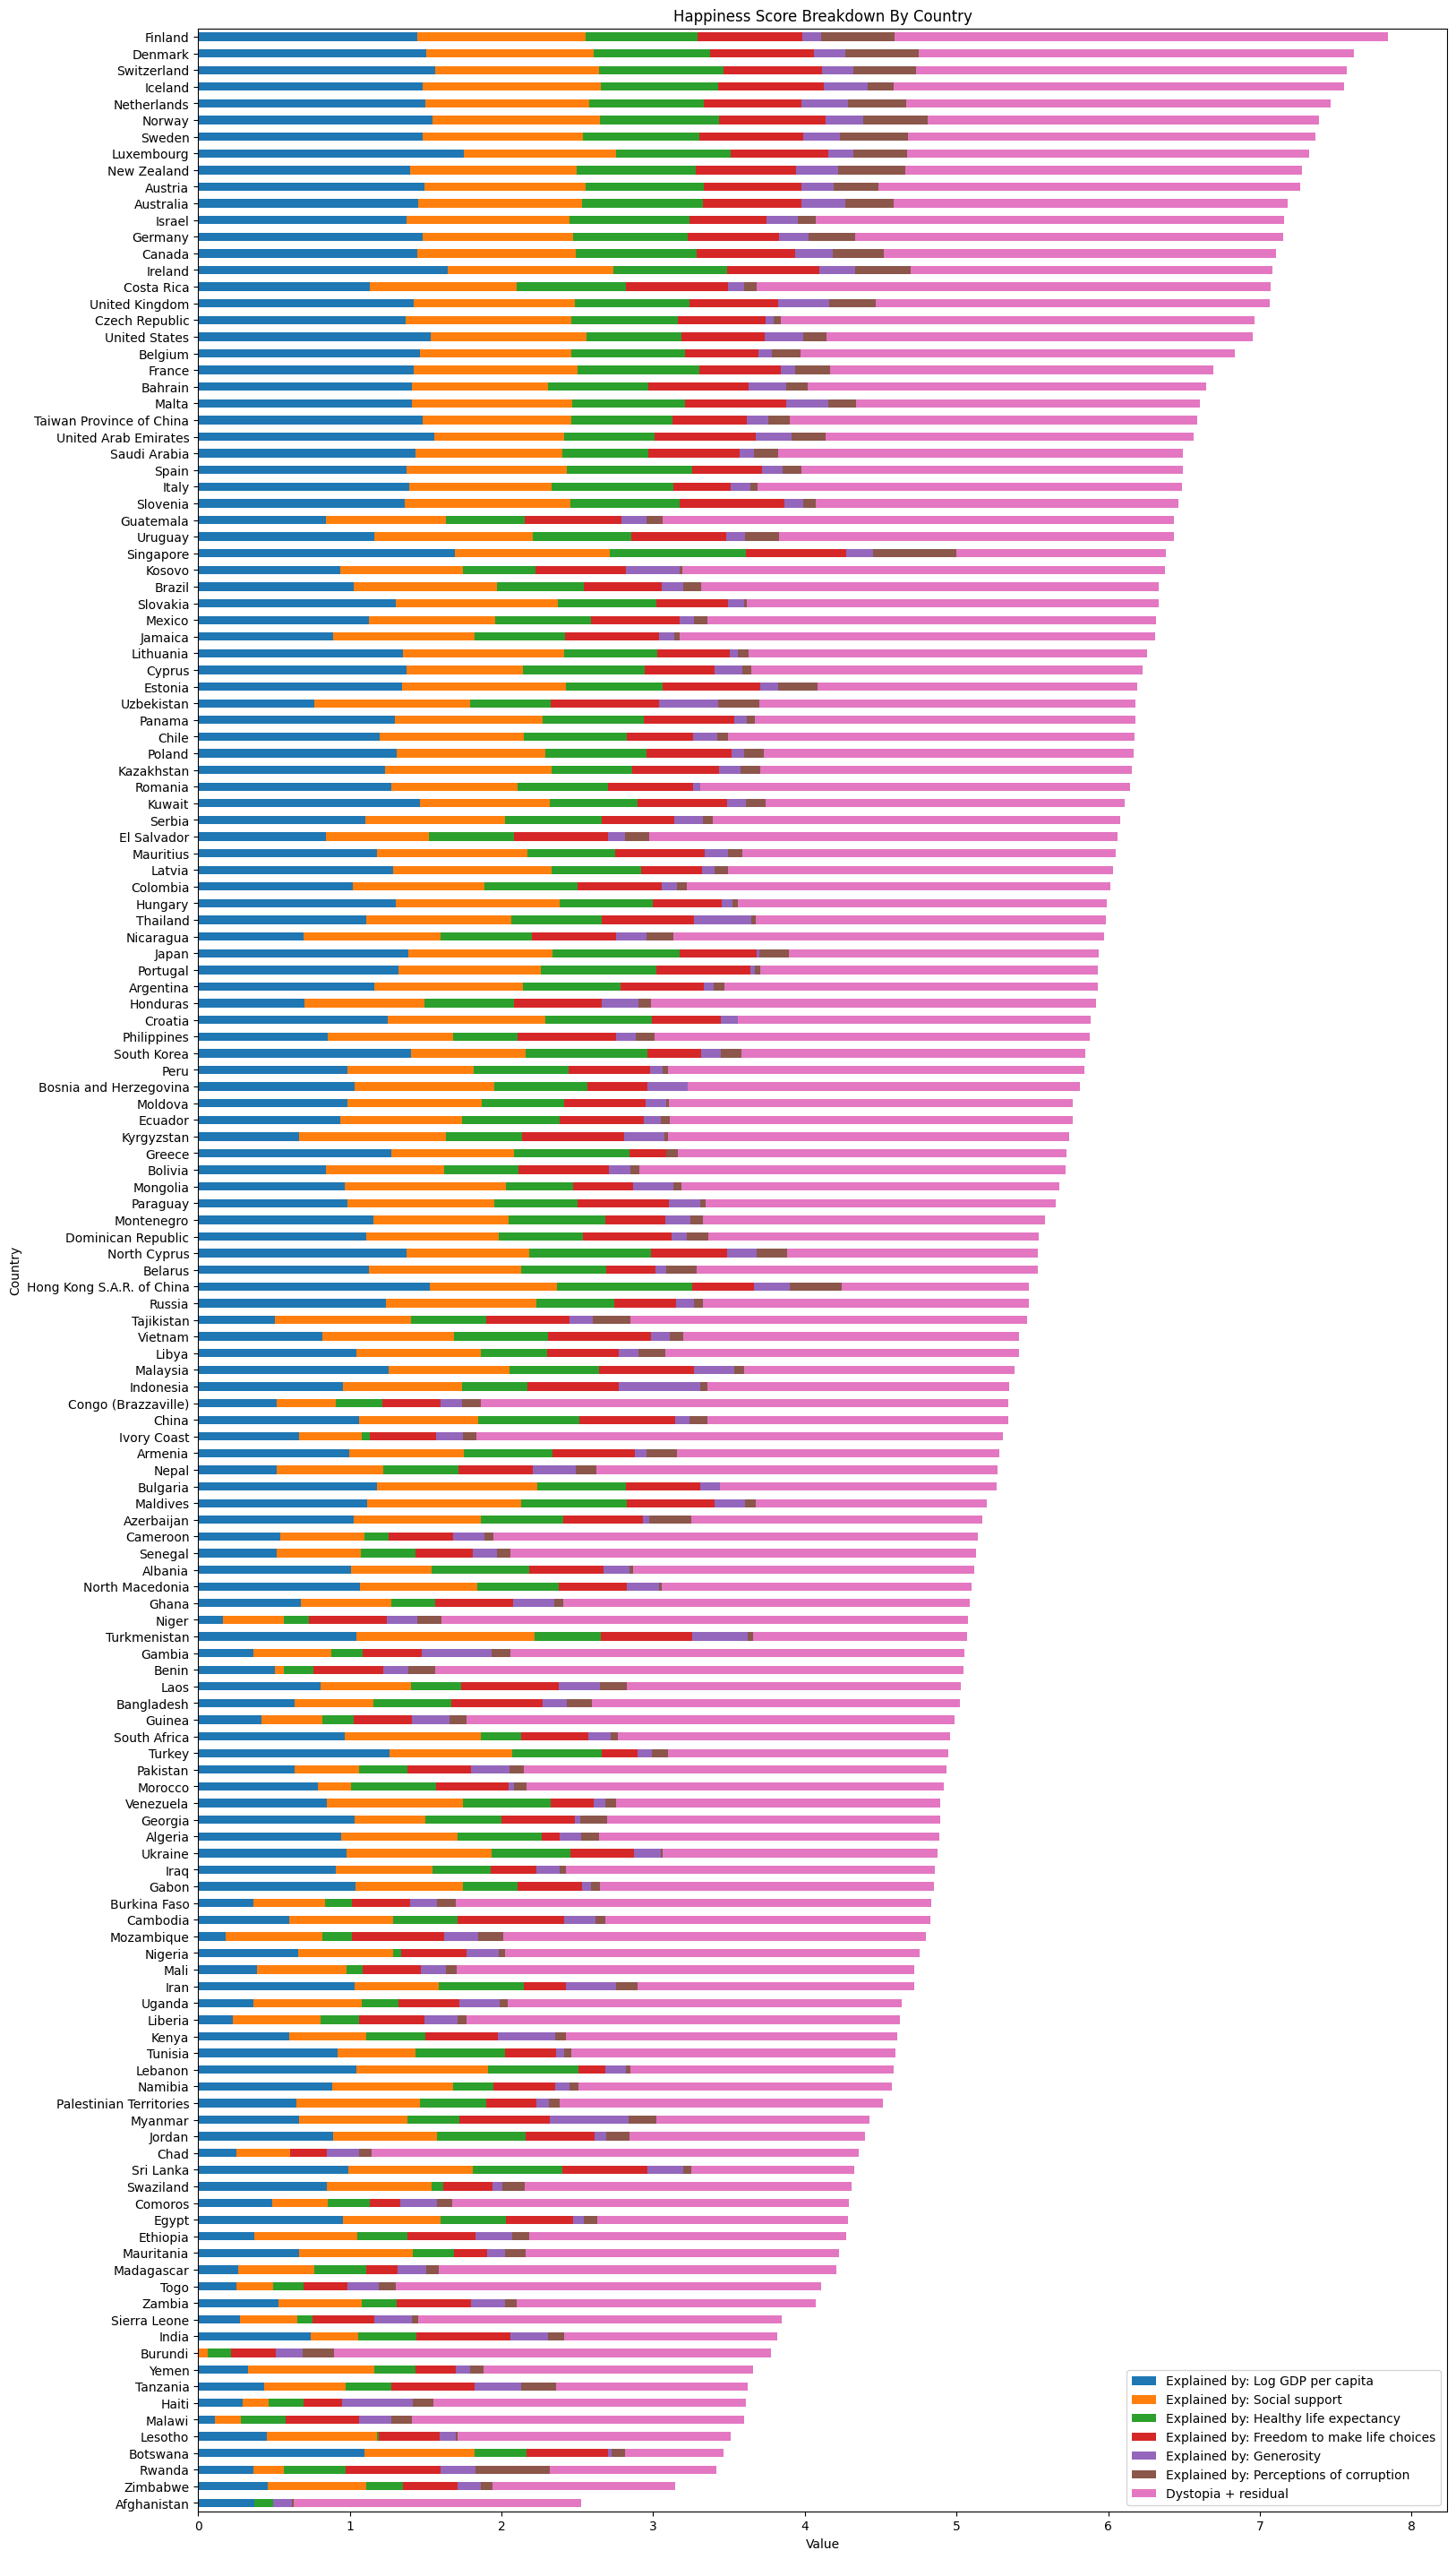 Happiness Score Breakdown By Country
Finland
Denmark
Switzerland
Iceland
Netherlands
Norway
Sweden
Luxembourg
New Zealand
Austria
Australia
Israel
Germany
Canada
Ireland
Costa Rica
United Kingdom
Czech Republic
United States
Belgium
France
Bahrain
Malta
Taiwan Province of China
United Arab Emirates
Saudi Arabia
Spain
Italy
Slovenia
Guatemala
Uruguay
Singapore
Kosovo
Brazil
Slovakia
Mexico
Jamaica
Lithuania
Cyprus
Estonia
Uzbekistan
Panama
Chile
Poland
Kazakhstan
Romania
Kuwait
Serbia
El Salvador
Mauritius
Latvia
Colombia
Hungary
Thailand
Nicaragua
Japan
Portugal
Argentina
Honduras
Croatia
Philippines
South Korea
Peru
Bosnia and Herzegovina
Moldova
Ecuador
Kyrgyzstan
Greece
Bolivia
Mongolia
Paraguay
Montenegro
Dominican Republic
North Cyprus
Belarus
Hong Kong S.A.R. of China
Russia
Tajikistan
Vietnam
Libya
Malaysia
Indonesia
Congo (Brazzaville)
China
Ivory Coast
Armenia
Nepal
Bulgaria
Maldives
Azerbaijan
Cameroon
Senegal
Albania
North Macedonia
Ghana
Niger
Turkmenistan
Gambia
Benin
Laos
Bangladesh
Guinea
South Africa
Turkey
Pakistan
Morocco
Venezuela
Georgia
Algeria
Ukraine
Iraq
Gabon
Burkina Faso
Cambodia
Mozambique
Nigeria
Mali
Iran
Uganda
Liberia
Kenya
Tunisia
Lebanon
Namibia
Palestinian Territories
Myanmar
Jordan
Chad
Sri Lanka
Swaziland
Comoros
Egypt
Ethiopia
Mauritania
Madagascar
Togo
Zambia
Sierra Leone
India
Burundi
Yemen
Tanzania
Haiti
Malawi
Lesotho
Botswana
Rwanda
Zimbabwe
Afghanistan
Country
Explained by: Log GDP per capita
Explained by: Social support
Explained by: Healthy life expectancy
Explained by: Freedom to make life choices
Explained by: Generosity
Explained by: Perceptions of corruption
Dystopia + residual
0 1 2 3 4 5 6 7 8
Value